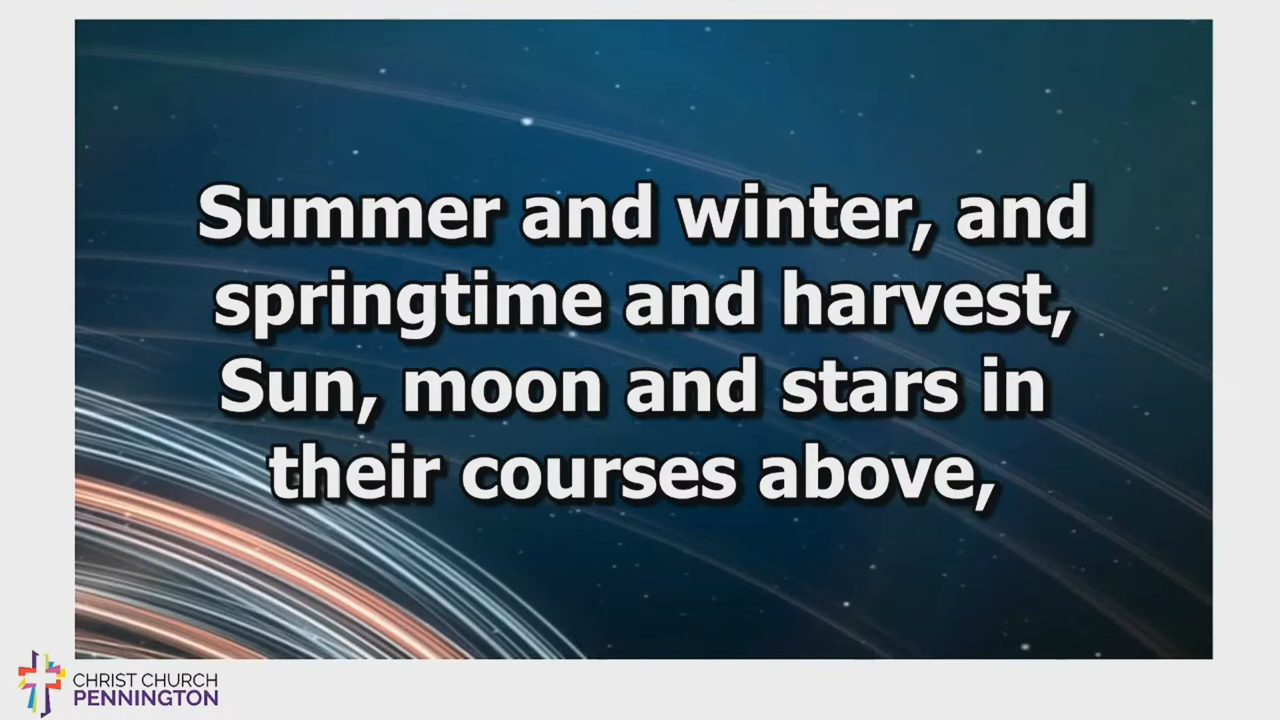 Summer and winter, and
springtime and harvest,
Sun, moon and stars in
their courses above,
CHRIST CHURCH
PENNINGTON